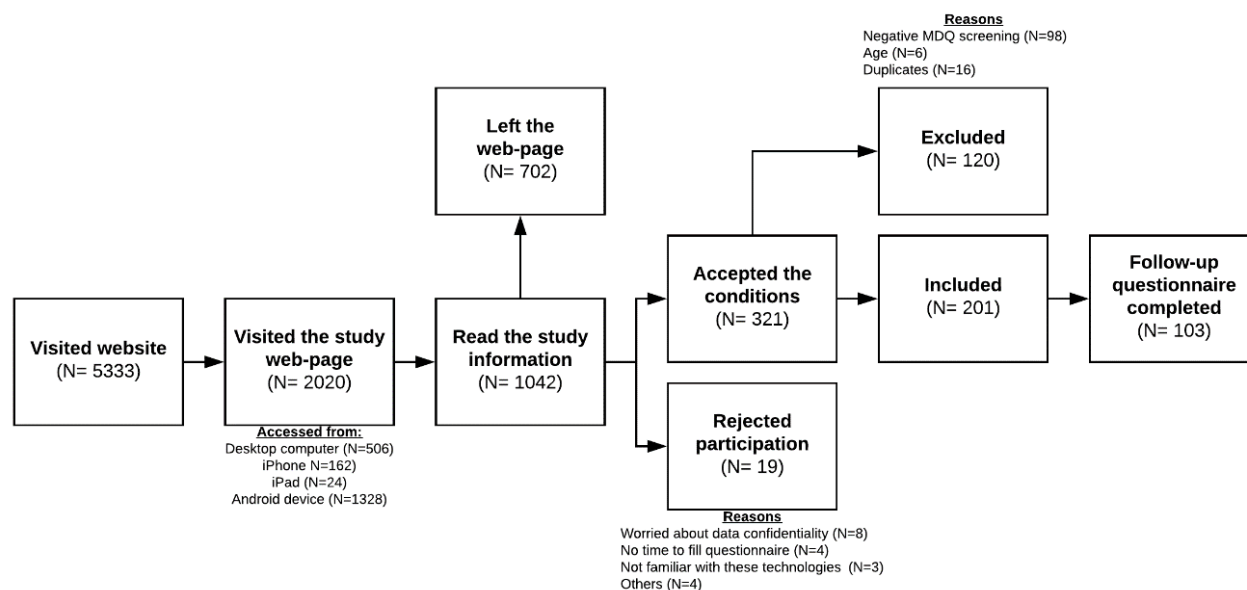 Reasons
Negative MDQ screening (N=98)
Age (N=6)
Duplicates (N=16)
Left the
web-page
(N= 702)
Excluded
(N= 120)
Visited website
(N= 5333)
Visited the study
web-page
(N= 2020)
Accessed from:
Desktop computer (N=506)
iPhone N=162)
iPad (N=24)
Android device (N=1328)
Read the study
information
(N= 1042)
Accepted the
conditions
(N= 321)
Included
(N= 201)
Follow-up
questionnaire
completed
(N= 103)
Rejected
participation
(N= 19)
Reasons
Worried about data confidentiality (N=8)
No time to fill questionnaire (N=4)
Not familiar with these technologies (N=3)
Others (N=4)